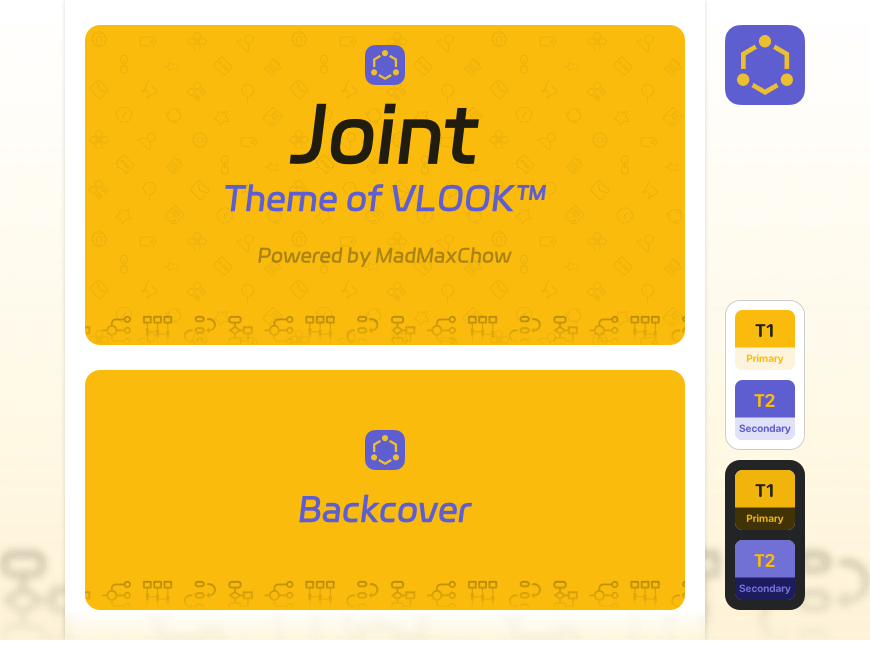 Joint
Theme of VLOOK™
Powered by MadMaxChow
Backcover
T1
Primary
T2
Secondary
T1
Primary
T2
Secondary